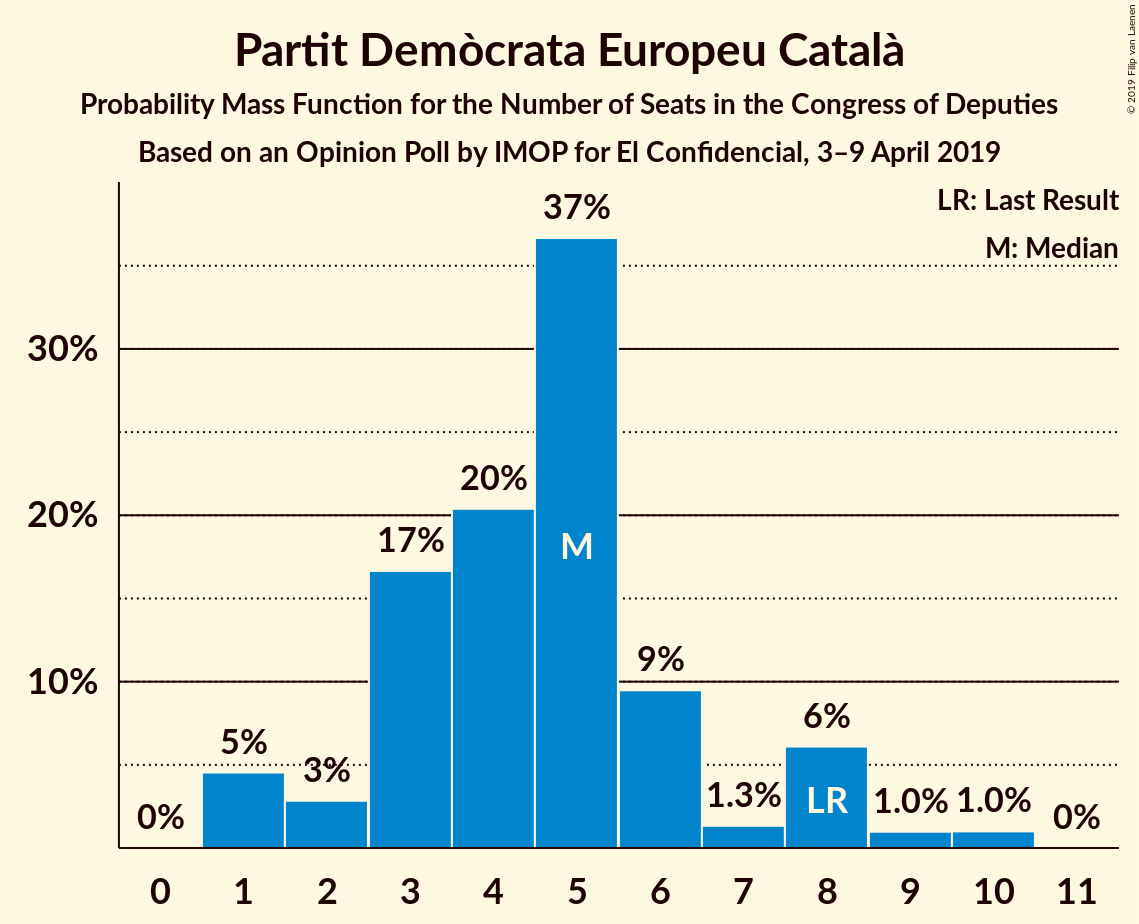 Partit Demòcrata Europeu Català
Probability Mass Function for the Number of Seats in the Congress of Deputies
Based on an Opinion Poll by IMOP for El Confidencial, 3–9 April 2019
© 2019 Filip van Laenen
LR: Last Result
M: Median
30%
20%
10%
0%
5%
3%
17%
20%
37%
M
9%
1.3%
6%
LR
1.0%
1.0%
0%
0 1 2 3 4 5 6 7 8 9 10 11